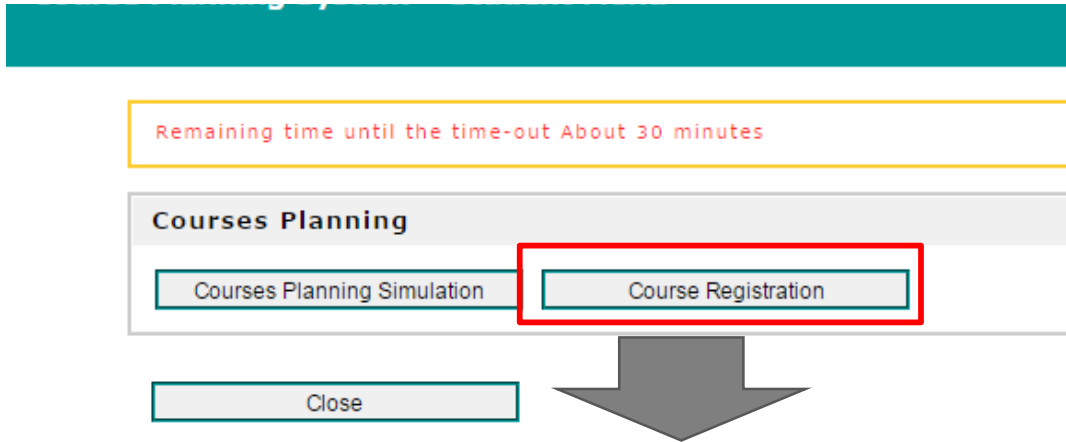 Remaining time until the time-out About 30 minutes
Courses Planning
Courses Planning Simulation
Course Registration
Close